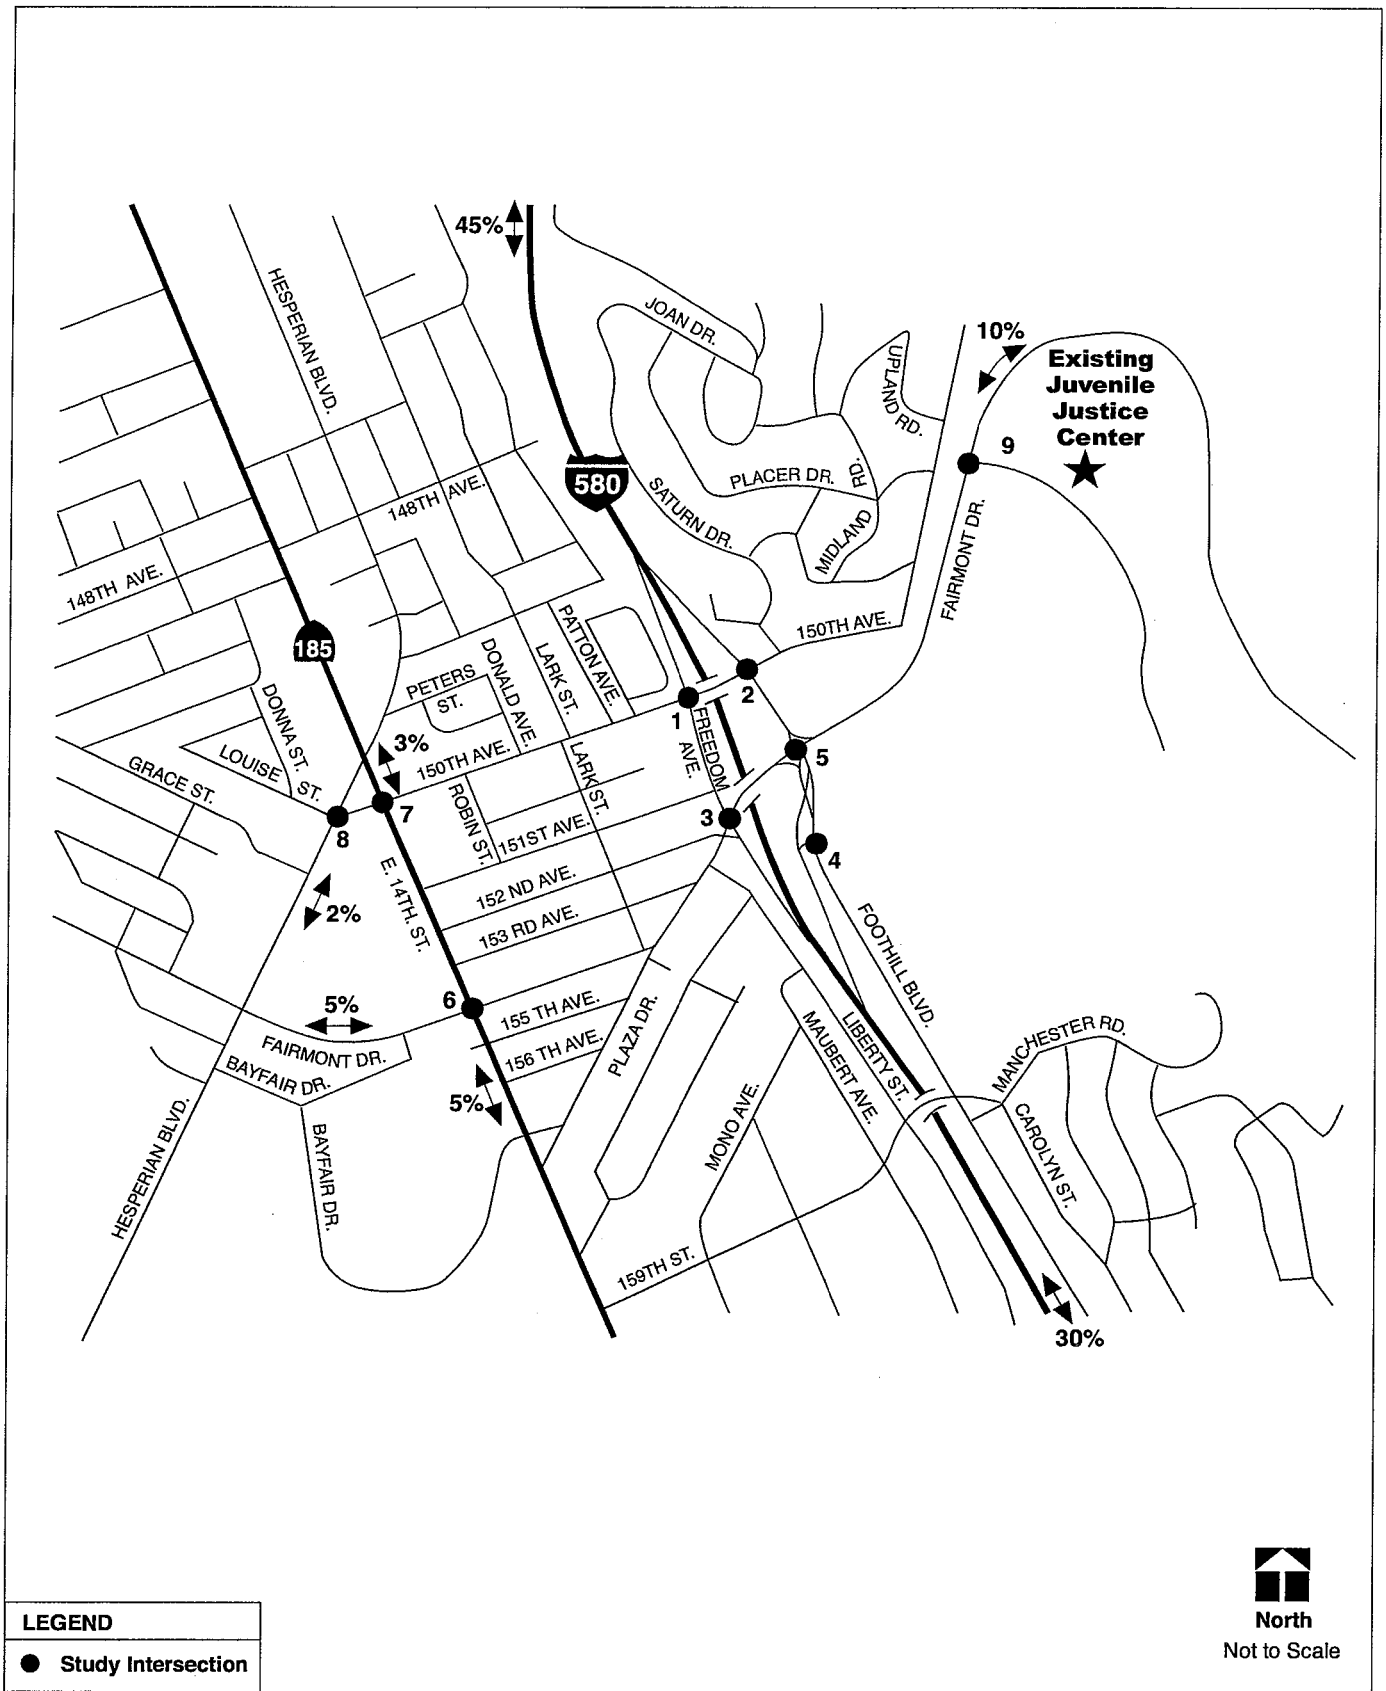 45%
10%
Existing
Juvenile
Justice
Center
HESPERIAN BLVD.
JOAN DR.
UPLAND RD.
9
580
PLACER DR.
MIDLAND RD.
SATURN DR.
148TH AVE.
148TH AVE.
FAIRMONT DR.
185
PATTON AVE.
150TH AVE.
LARK ST.
DONALD AVE.
PETERS
ST.
2
1
DONNA ST.
FREEDOM
AVE.
3%
150TH AVE.
LOUISE ST.
GRACE ST.
LARK ST.
5
ROBIN ST.
7
8
3
151ST AVE.
4
E. 14TH. ST.
152 ND AVE.
2%
153 RD AVE.
FOOTHILL BLVD.
6
5%
155 TH AVE.
FAIRMONT DR.
PLAZA DR.
156 TH AVE.
LIBERTY ST.
MAUBERT AVE.
MANCHESTER RD.
BAYFAIR DR.
5%
MONO AVE.
CAROLYN ST.
HESPERIAN BLVD.
BAYFAIR DR.
159TH ST.
30%
North
Not to Scale
LEGEND
Study Intersection